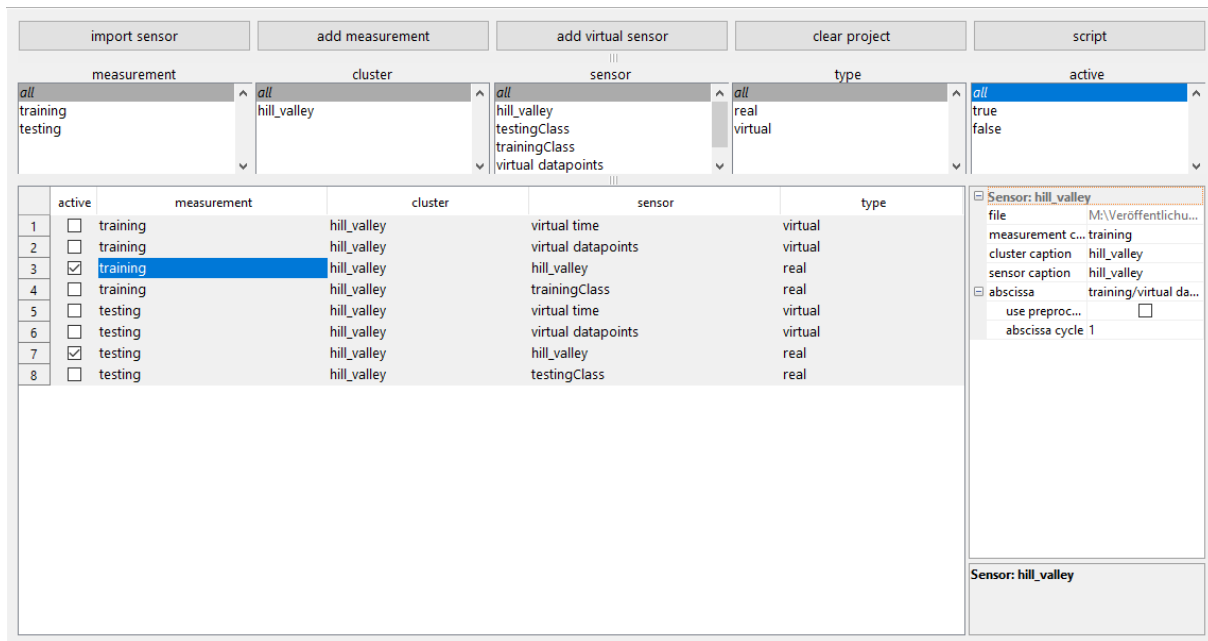 import sensor add measurement add virtual sensor clear project script
measurement cluster sensor type active
all all all all all
training hill_valley hill_valley real true
testing testingClass virtual false
trainingClass
virtual datapoints
active measurement cluster sensor type
1 training hill_valley virtual time virtual
2 training hill_valley virtual datapoints virtual
3 training hill_valley hill_valley real
4 training hill_valley trainingClass real
5 testing hill_valley virtual time virtual
6 testing hill_valley virtual datapoints virtual
7 testing hill_valley hill_valley real
8 testing hill_valley testingClass real
Sensor: hill_valley
file M:\Veröffentlichu...
measurement c... training
cluster caption hill_valley
sensor caption hill_valley
abscissa training/virtual da...
use preproc...
abscissa cycle 1
Sensor: hill_valley